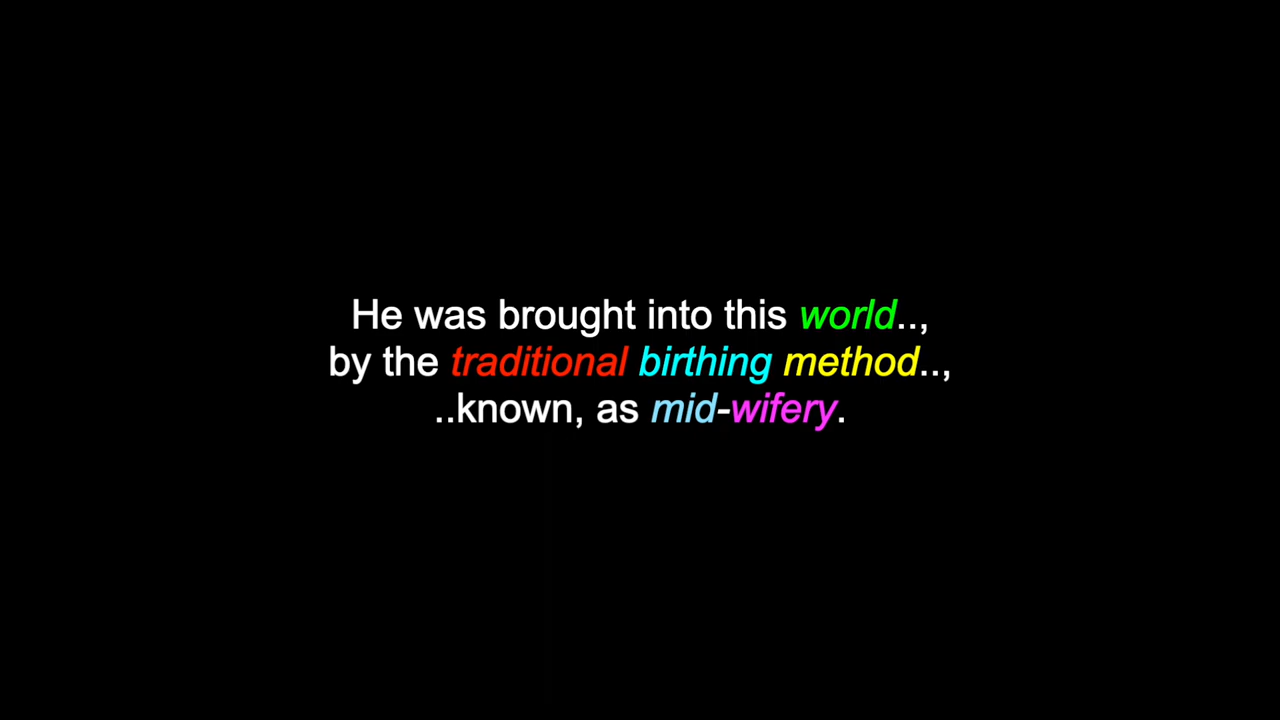 He was brought into this world..,
by the traditional birthing method..,
..known, as mid-wifery.